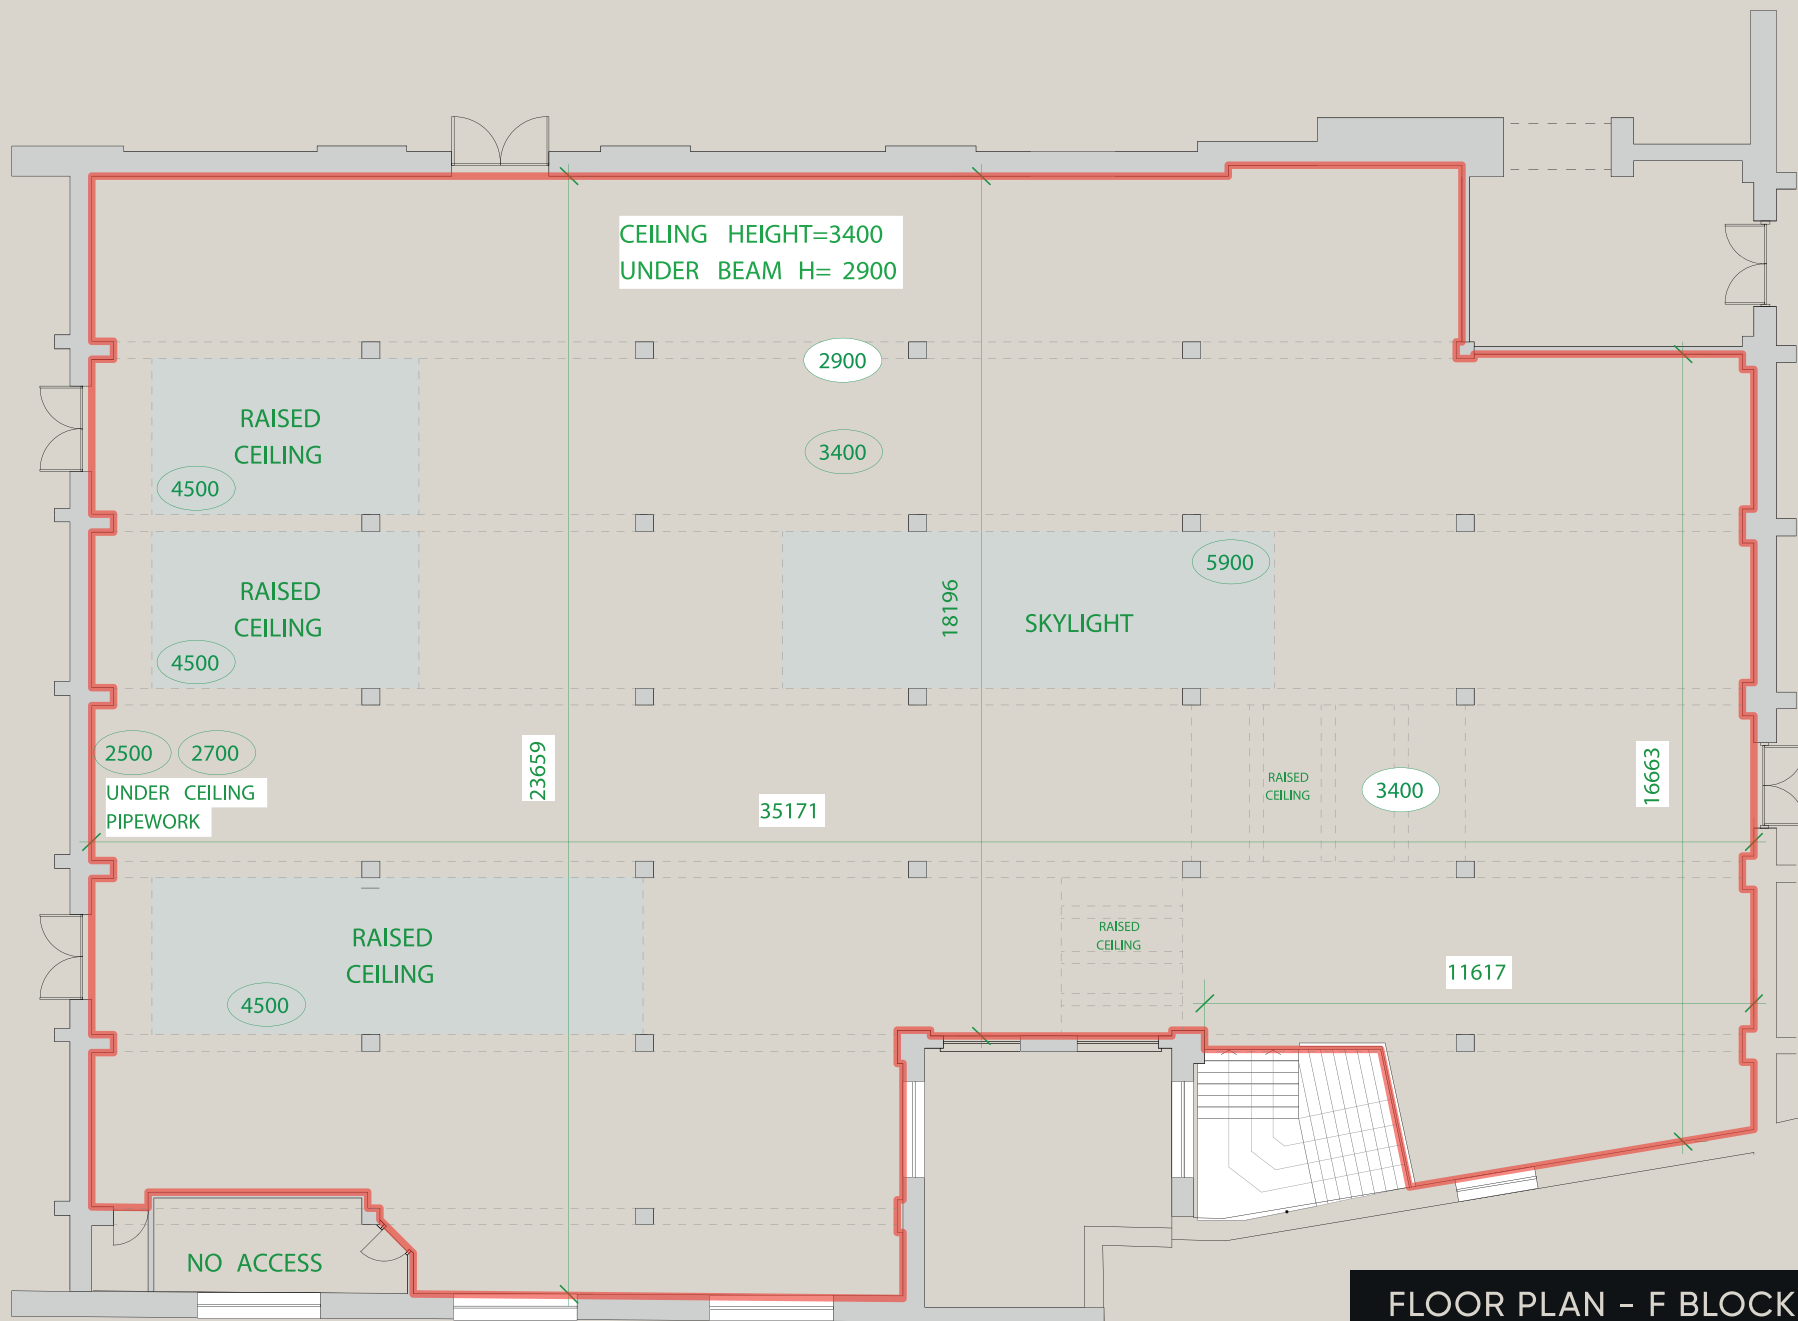 CEILING HEIGHT=3400
UNDER BEAM H= 2900
2900
RAISED
CEILING
3400
4500
5900
RAISED
CEILING
18196
SKYLIGHT
4500
2500
2700
UNDER CEILING
PIPEWORK
23659
35171
RAISED
CEILING
3400
16663
RAISED
CEILING
RAISED
CEILING
11617
4500
NO ACCESS
FLOOR PLAN - F BLOCK